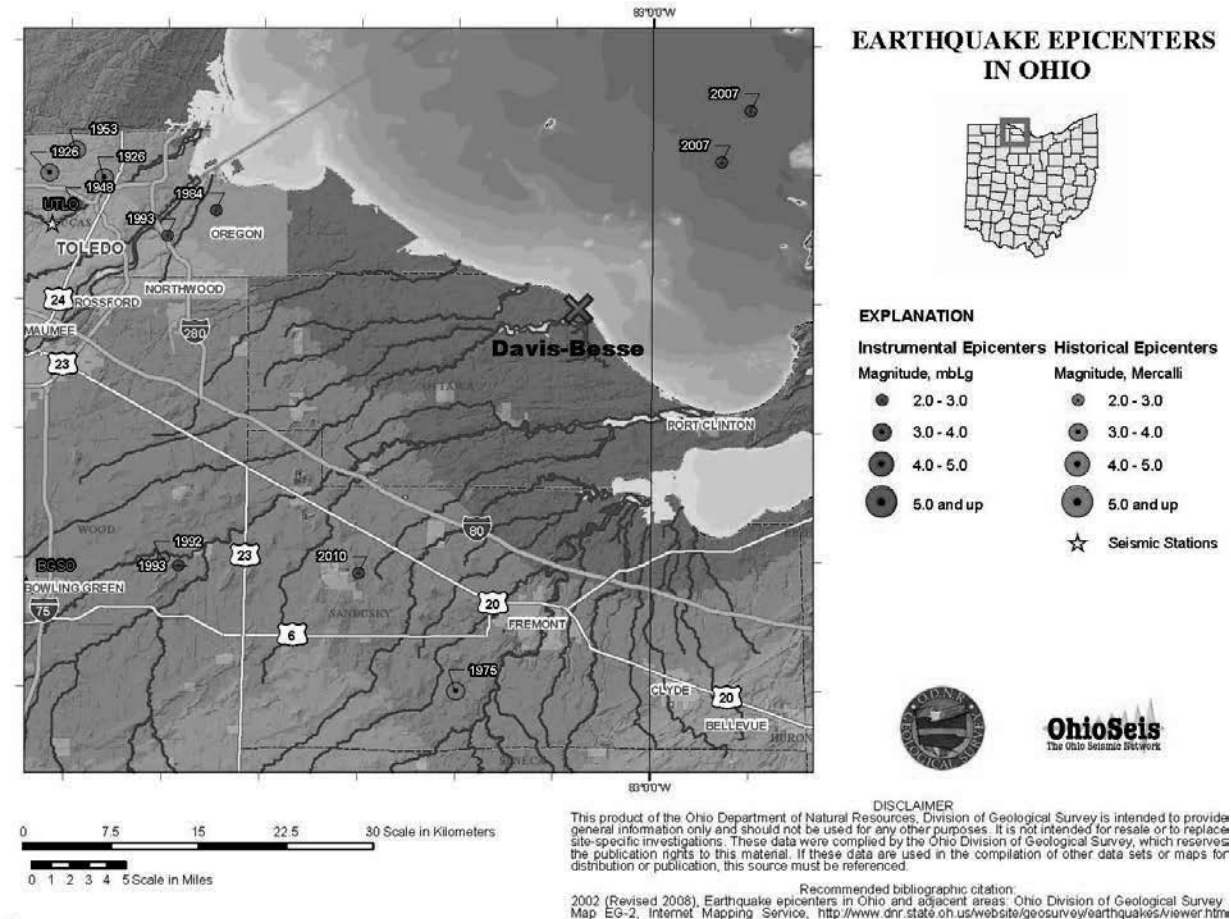 83°0'0"W
EARTHQUAKE EPICENTERS
IN OHIO
2007
2007
1953
1926
1926
1948
UTLO
1984
1993
OREGON
TOLEDO
NORTHWOOD
24
ROSSFORD
280
MAUMEE
23
Davis-Besse
OTTAWA
PORT CLINTON
EXPLANATION
Instrumental Epicenters Historical Epicenters
Magnitude, mbLg Magnitude, Mercalli
2.0 - 3.0 2.0 - 3.0
3.0 - 4.0 3.0 - 4.0
4.0 - 5.0 4.0 - 5.0
5.0 and up 5.0 and up
Seismic Stations
WOOD
80
1992
23
2010
1993
BGSO
BOWLING GREEN
75
SANDUSKY
20
FREMONT
6
1975
CLYDE
20
BELLEVUE
HURON
SENECA
83°0'0"W
O.D.N.R.
GEOLOGICAL SURVEY
OhioSeis
The Ohio Seismic Network
0 7.5 15 22.5 30 Scale in Kilometers
0 1 2 3 4 5 Scale in Miles
DISCLAIMER
This product of the Ohio Department of Natural Resources, Division of Geological Survey is intended to provide
general information only and should not be used for any other purposes. It is not intended for resale or to replace
site-specific investigations. These data were complied by the Ohio Division of Geological Survey, which reserves
the publication rights to this material. If these data are used in the compilation of other data sets or maps for
distribution or publication, this source must be referenced.
Recommended bibliographic citation:
2002 (Revised 2008), Earthquake epicenters in Ohio and adjacent areas: Ohio Division of Geological Survey
Map EG-2, Internet Mapping Service, http://www.dnr.state.oh.us/website/geosurvey/earthquakes/viewer.htm